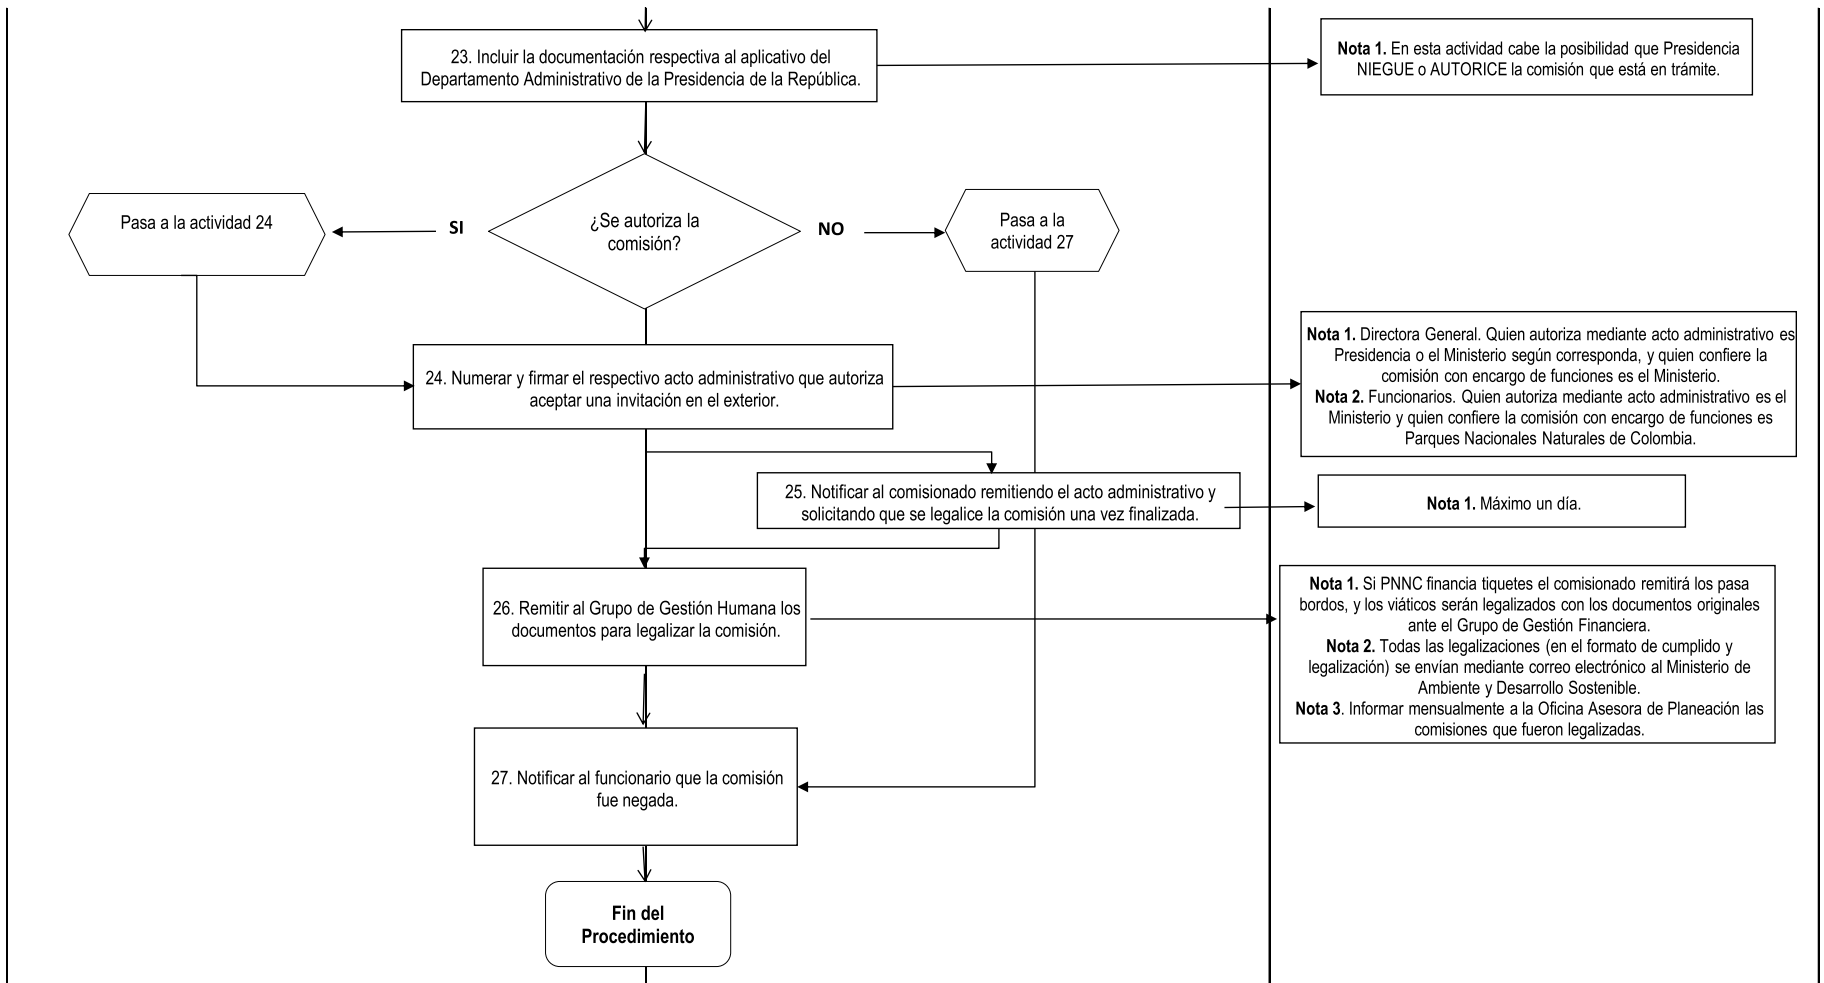 23. Incluir la documentación respectiva al aplicativo del
Departamento Administrativo de la Presidencia de la República.
Nota 1. En esta actividad cabe la posibilidad que Presidencia
NIEGUE o AUTORICE la comisión que está en trámite.
Pasa a la actividad 24
SI
¿Se autoriza la
comisión?
NO
Pasa a la
actividad 27
24. Numerar y firmar el respectivo acto administrativo que autoriza
aceptar una invitación en el exterior.
Nota 1. Directora General. Quien autoriza mediante acto administrativo es
Presidencia o el Ministerio según corresponda, y quien confiere la
comisión con encargo de funciones es el Ministerio.
Nota 2. Funcionarios. Quien autoriza mediante acto administrativo es el
Ministerio y quien confiere la comisión con encargo de funciones es
Parques Nacionales Naturales de Colombia.
25. Notificar al comisionado remitiendo el acto administrativo y
solicitando que se legalice la comisión una vez finalizada.
Nota 1. Máximo un día.
26. Remitir al Grupo de Gestión Humana los
documentos para legalizar la comisión.
Nota 1. Si PNNC financia tiquetes el comisionado remitirá los pasa
bordos, y los viáticos serán legalizados con los documentos originales
ante el Grupo de Gestión Financiera.
Nota 2. Todas las legalizaciones (en el formato de cumplido y
legalización) se envían mediante correo electrónico al Ministerio de
Ambiente y Desarrollo Sostenible.
Nota 3. Informar mensualmente a la Oficina Asesora de Planeación las
comisiones que fueron legalizadas.
27. Notificar al funcionario que la comisión
fue negada.
Fin del
Procedimiento